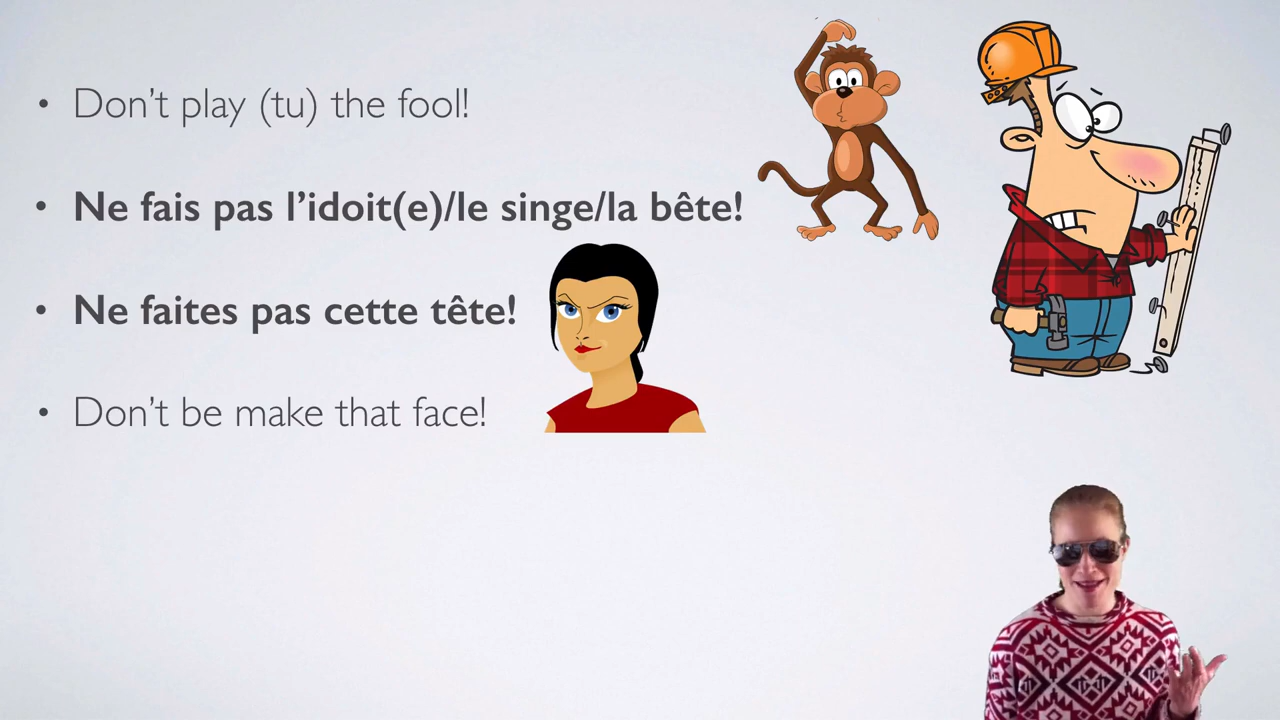 • Don’t play (tu) the fool!
• Ne fais pas l’idoit(e)/le singe/la bête!
• Ne faites pas cette tête!
• Don’t be make that face!